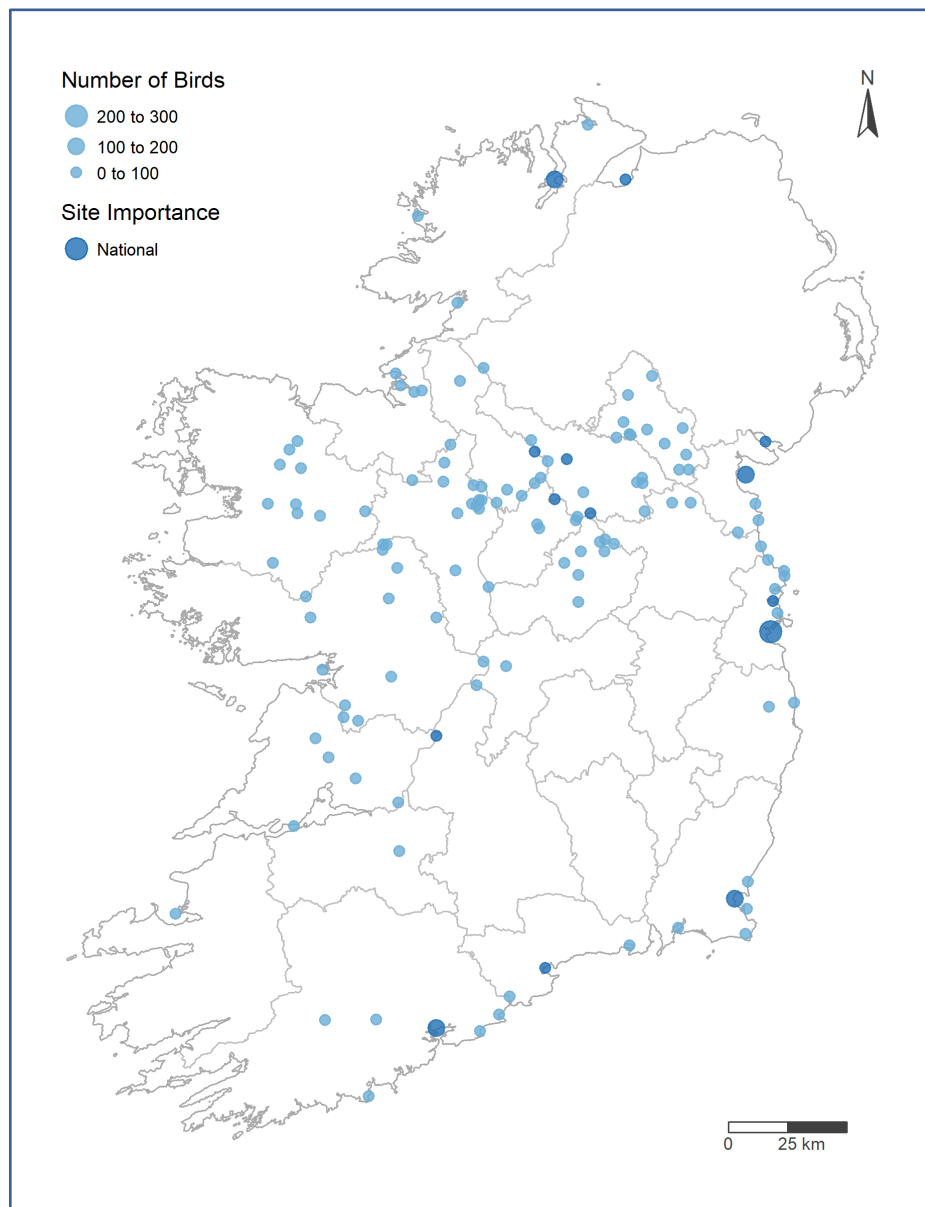 Number of Birds
200 to 300
100 to 200
0 to 100
Site Importance
National
N
0 25 km